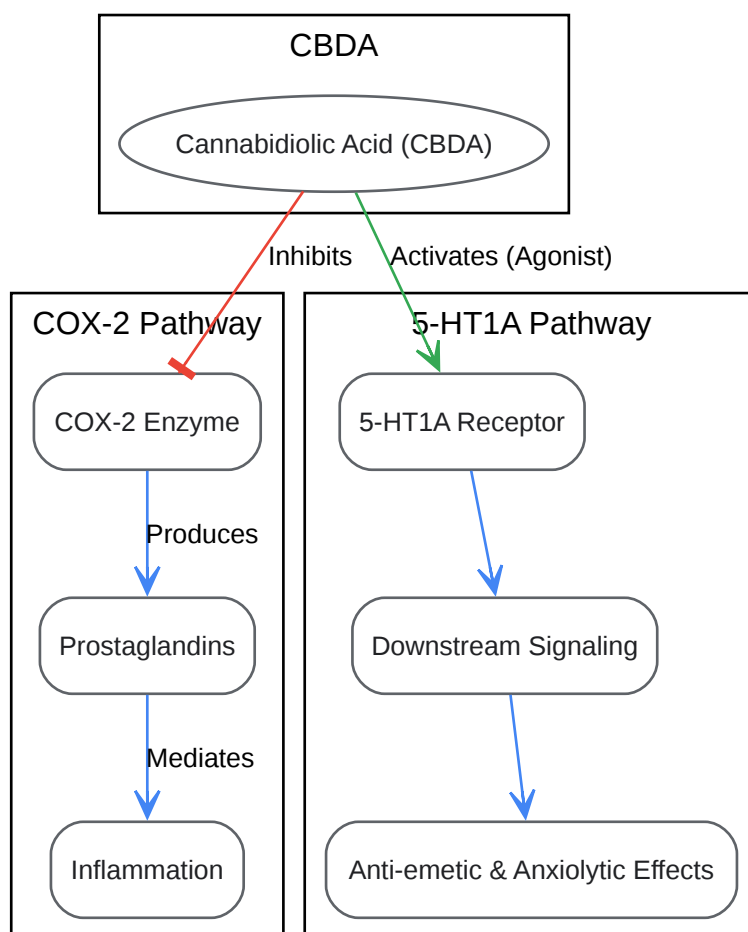 CBDA
Cannabidiolic Acid (CBDA)
Inhibits
Activates (Agonist)
COX-2 Pathway
5-HT1A Pathway
COX-2 Enzyme
5-HT1A Receptor
Produces
Prostaglandins
Downstream Signaling
Mediates
Inflammation
Anti-emetic & Anxiolytic Effects